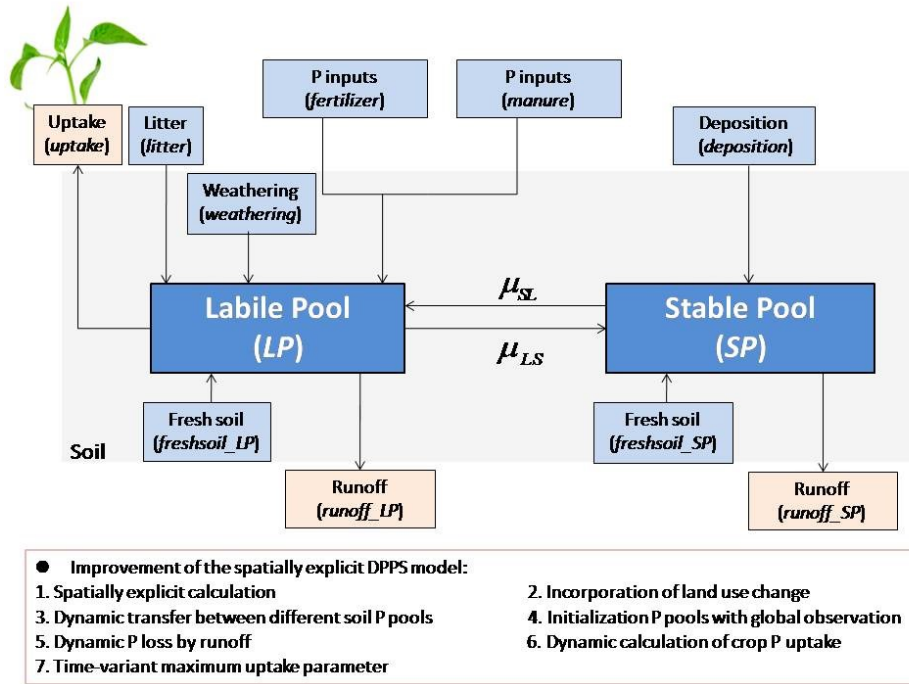 P inputs
(fertilizer)
P inputs
(manure)
Uptake
(uptake)
Litter
(litter)
Deposition
(deposition)
Weathering
(weathering)
Labile Pool
(LP)
μSL
μLS
Stable Pool
(SP)
Fresh soil
(freshsoil_LP)
Fresh soil
(freshsoil_SP)
Soil
Runoff
(runoff_LP)
Runoff
(runoff_SP)
● Improvement of the spatially explicit DPPS model:
1. Spatially explicit calculation 2. Incorporation of land use change
3. Dynamic transfer between different soil P pools 4. Initialization P pools with global observation
5. Dynamic P loss by runoff 6. Dynamic calculation of crop P uptake
7. Time-variant maximum uptake parameter